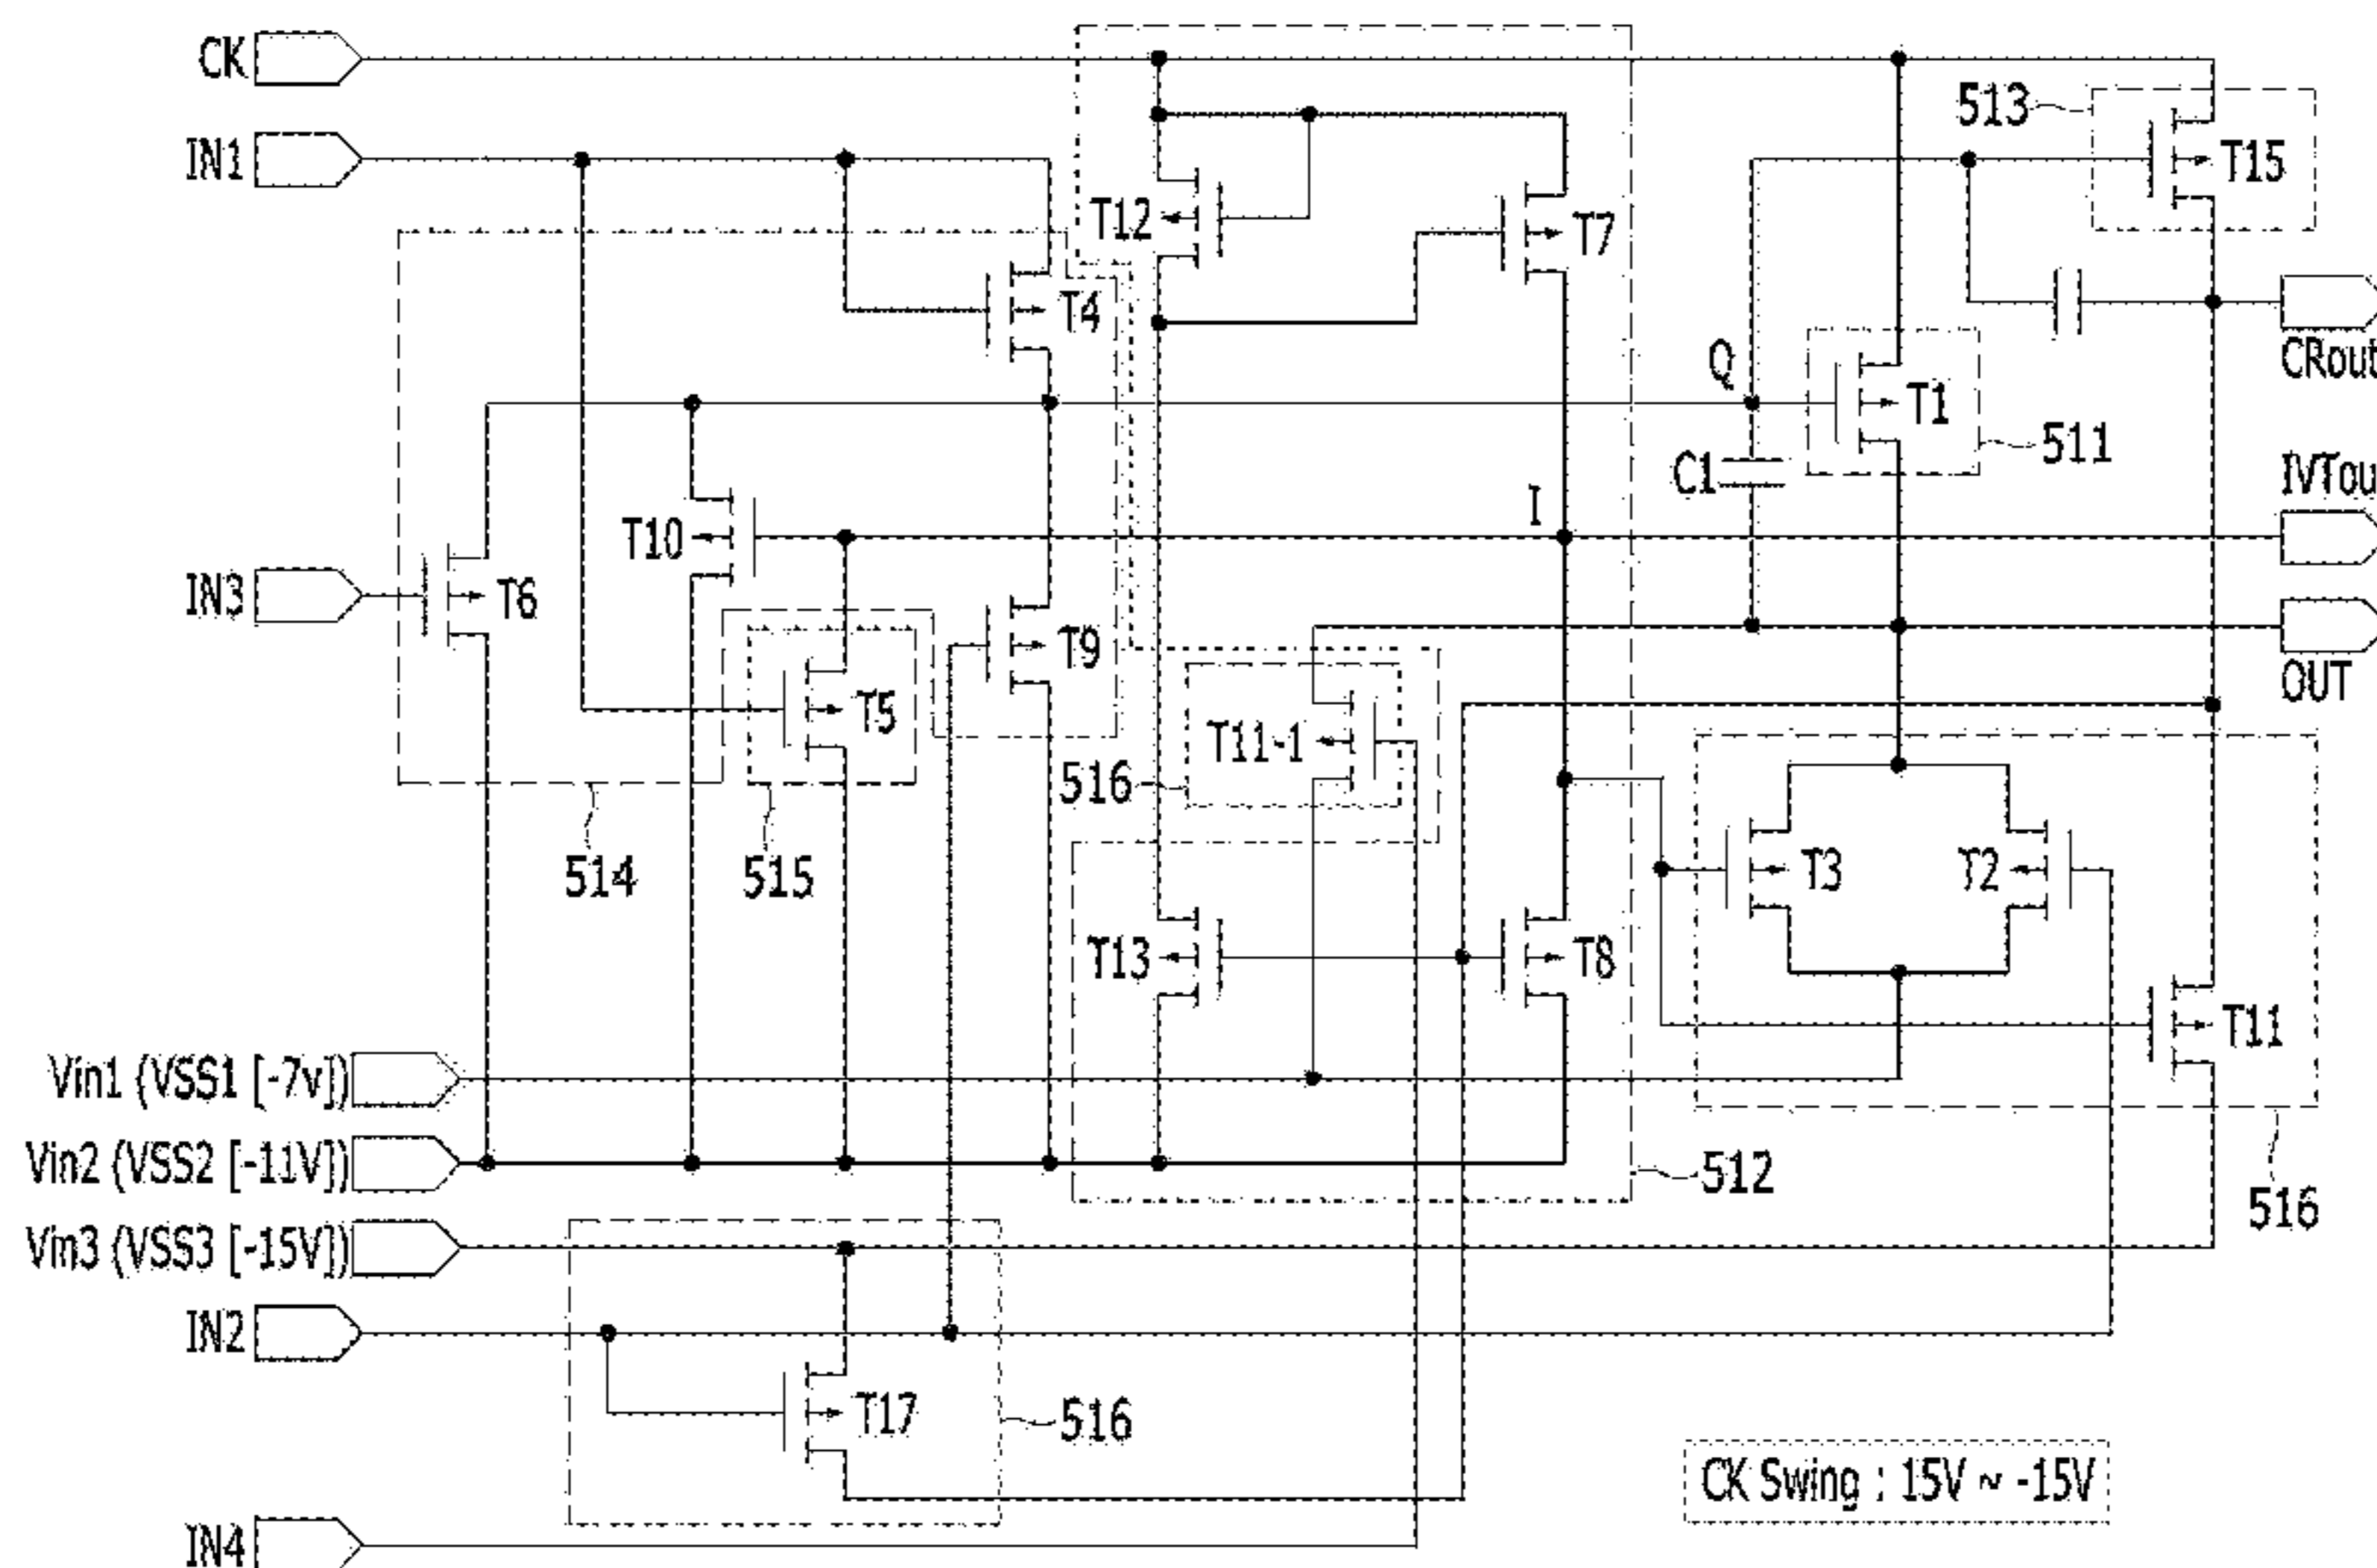 CK
513
IN1
T15
T12
T7
T4
CRout
Q
T1
511
C1
IVTou
I
T10
IN3
T6
T9
OUT
T5
T11-1
516
514
515
T3
T2
T13
T8
T11
Vin1 (VSS1 [-7v])
Vin2 (VSS2 [-11V])
512
516
Vin3 (VSS3 [-15V])
IN2
T17
516
CK Swing : 15V ~ -15V
IN4